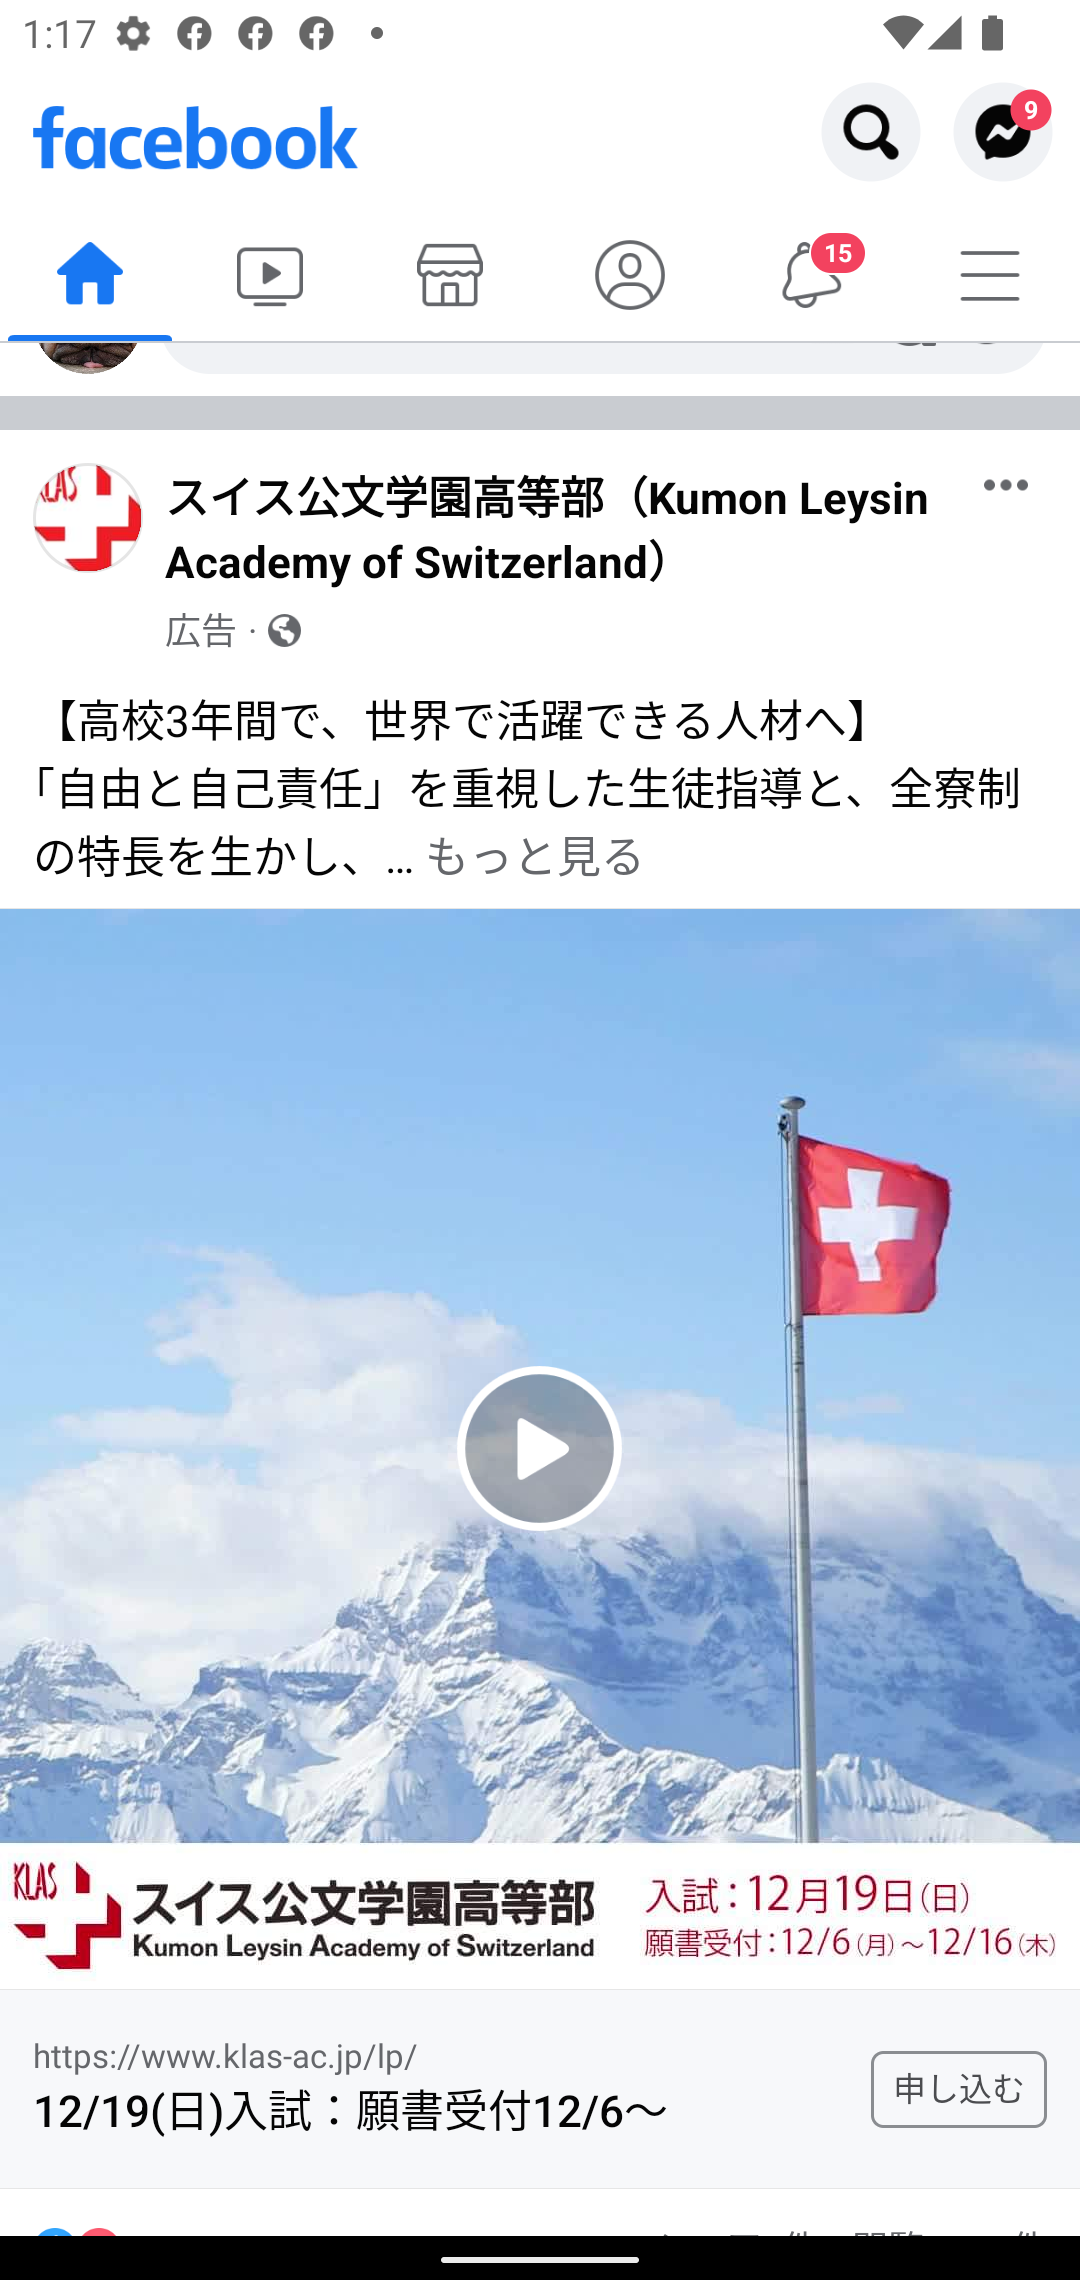 1:17
facebook
9
15
スイス公文学園高等部（Kumon Leysin
Academy of Switzerland）
広告 ·
【高校3年間で、世界で活躍できる人材へ】
「自由と自己責任」を重視した生徒指導と、全寮制
の特長を生かし、... もっと見る
KLAS
スイス公文学園高等部
Kumon Leysin Academy of Switzerland
入試：12月19日（日）
願書受付：12/6（月）～12/16（木）
https://www.klas-ac.jp/lp/
12/19(日)入試：願書受付12/6～
申し込む